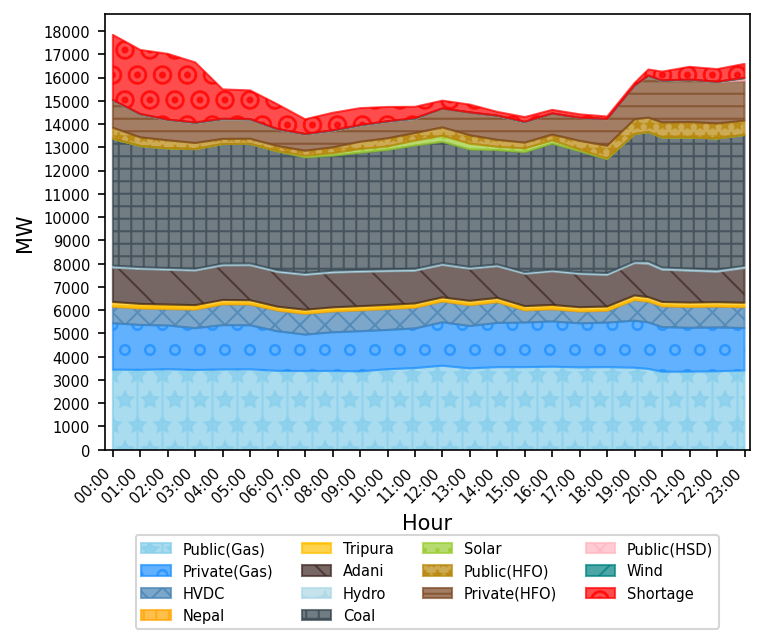 18000
17000
16000
15000
14000
13000
12000
11000
10000
9000
8000
7000
6000
5000
4000
3000
2000
1000
0
MW
00:00 01:00 02:00 03:00 04:00 05:00 06:00 07:00 08:00 09:00 10:00 11:00 12:00 13:00 14:00 15:00 16:00 17:00 18:00 19:00 20:00 21:00 22:00 23:00
Hour
Public(Gas) Tripura Solar Public(HSD)
Private(Gas) Adani Public(HFO) Wind
HVDC Hydro Private(HFO) Shortage
Nepal Coal